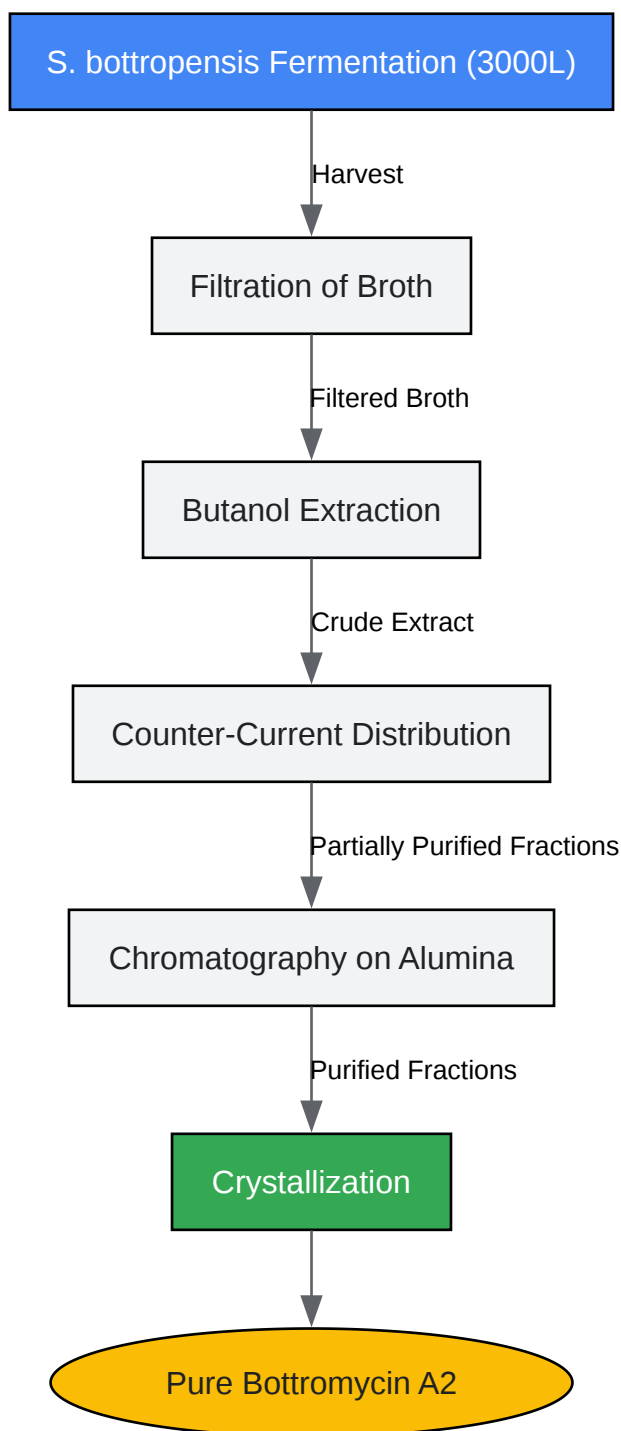 S. bottropensis Fermentation (3000L)
Harvest
Filtration of Broth
Filtered Broth
Butanol Extraction
Crude Extract
Counter-Current Distribution
Partially Purified Fractions
Chromatography on Alumina
Purified Fractions
Crystallization
Pure Bottromycin A2